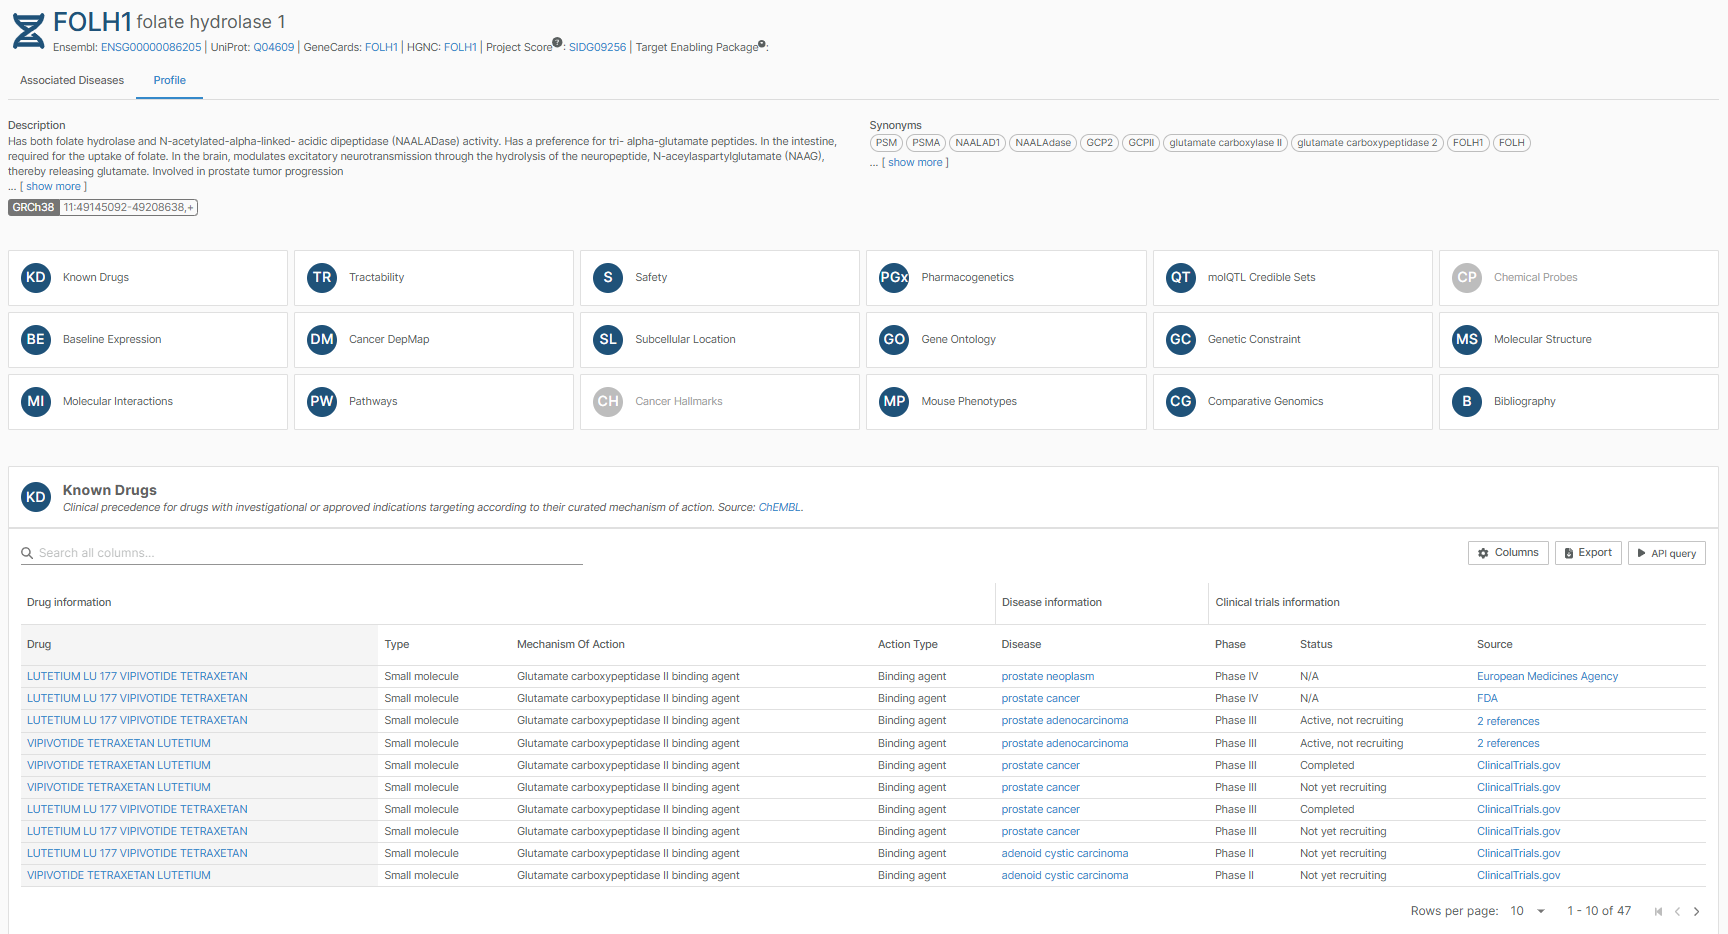 FOLH1 folate hydrolase 1
Ensembl: ENSG00000086205 | UniProt: Q04609 | GeneCards: FOLH1 | HGNC: FOLH1 | Project Score?: SIDG09256 | Target Enabling Package:
Associated Diseases Profile
Description
Has both folate hydrolase and N-acetylated-alpha-linked- acidic dipeptidase (NAALADase) activity. Has a preference for tri- alpha-glutamate peptides. In the intestine,
required for the uptake of folate. In the brain, modulates excitatory neurotransmission through the hydrolysis of the neuropeptide, N-aceylaspartylglutamate (NAAG),
thereby releasing glutamate. Involved in prostate tumor progression
... [ show more ]
GRCh38 11:49145092-49208638,+
Synonyms
PSM PSMA NAALAD1 NAALAdase GCP2 GCPII glutamate carboxylase II glutamate carboxypeptidase 2 FOLH1 FOLH
... [ show more ]
KD Known Drugs TR Tractability S Safety PGx Pharmacogenetics QT molQTL Credible Sets CP Chemical Probes
BE Baseline Expression DM Cancer DepMap SL Subcellular Location GO Gene Ontology GC Genetic Constraint MS Molecular Structure
MI Molecular Interactions PW Pathways CH Cancer Hallmarks MP Mouse Phenotypes CG Comparative Genomics B Bibliography
KD Known Drugs
Clinical precedence for drugs with investigational or approved indications targeting according to their curated mechanism of action. Source: ChEMBL.
Search all columns... Columns Export API query
Drug information Disease information Clinical trials information
Drug Type Mechanism Of Action Action Type Disease Phase Status Source
LUTETIUM LU 177 VIPIVOTIDE TETRAXETAN Small molecule Glutamate carboxypeptidase II binding agent Binding agent prostate neoplasm Phase IV N/A European Medicines Agency
LUTETIUM LU 177 VIPIVOTIDE TETRAXETAN Small molecule Glutamate carboxypeptidase II binding agent Binding agent prostate cancer Phase IV N/A FDA
LUTETIUM LU 177 VIPIVOTIDE TETRAXETAN Small molecule Glutamate carboxypeptidase II binding agent Binding agent prostate adenocarcinoma Phase III Active, not recruiting 2 references
VIPIVOTIDE TETRAXETAN LUTETIUM Small molecule Glutamate carboxypeptidase II binding agent Binding agent prostate adenocarcinoma Phase III Active, not recruiting 2 references
VIPIVOTIDE TETRAXETAN LUTETIUM Small molecule Glutamate carboxypeptidase II binding agent Binding agent prostate cancer Phase III Completed ClinicalTrials.gov
VIPIVOTIDE TETRAXETAN LUTETIUM Small molecule Glutamate carboxypeptidase II binding agent Binding agent prostate cancer Phase III Not yet recruiting ClinicalTrials.gov
LUTETIUM LU 177 VIPIVOTIDE TETRAXETAN Small molecule Glutamate carboxypeptidase II binding agent Binding agent prostate cancer Phase III Completed ClinicalTrials.gov
LUTETIUM LU 177 VIPIVOTIDE TETRAXETAN Small molecule Glutamate carboxypeptidase II binding agent Binding agent prostate cancer Phase III Not yet recruiting ClinicalTrials.gov
LUTETIUM LU 177 VIPIVOTIDE TETRAXETAN Small molecule Glutamate carboxypeptidase II binding agent Binding agent adenoid cystic carcinoma Phase II Not yet recruiting ClinicalTrials.gov
VIPIVOTIDE TETRAXETAN LUTETIUM Small molecule Glutamate carboxypeptidase II binding agent Binding agent adenoid cystic carcinoma Phase II Not yet recruiting ClinicalTrials.gov
Rows per page: 10 1 - 10 of 47